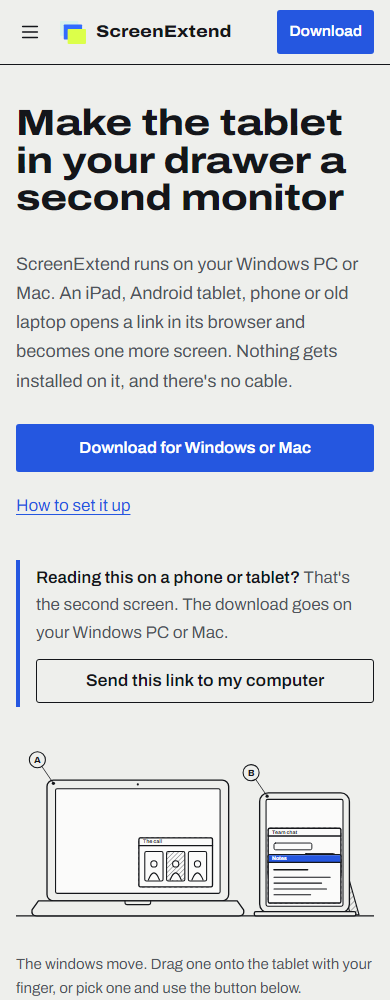 ScreenExtend
Download
Make the tablet
in your drawer a
second monitor
ScreenExtend runs on your Windows PC or
Mac. An iPad, Android tablet, phone or old
laptop opens a link in its browser and
becomes one more screen. Nothing gets
installed on it, and there's no cable.
Download for Windows or Mac
How to set it up
Reading this on a phone or tablet? That's
the second screen. The download goes on
your Windows PC or Mac.
Send this link to my computer
A
B
The call
Team chat
Notes
The windows move. Drag one onto the tablet with your
finger, or pick one and use the button below.